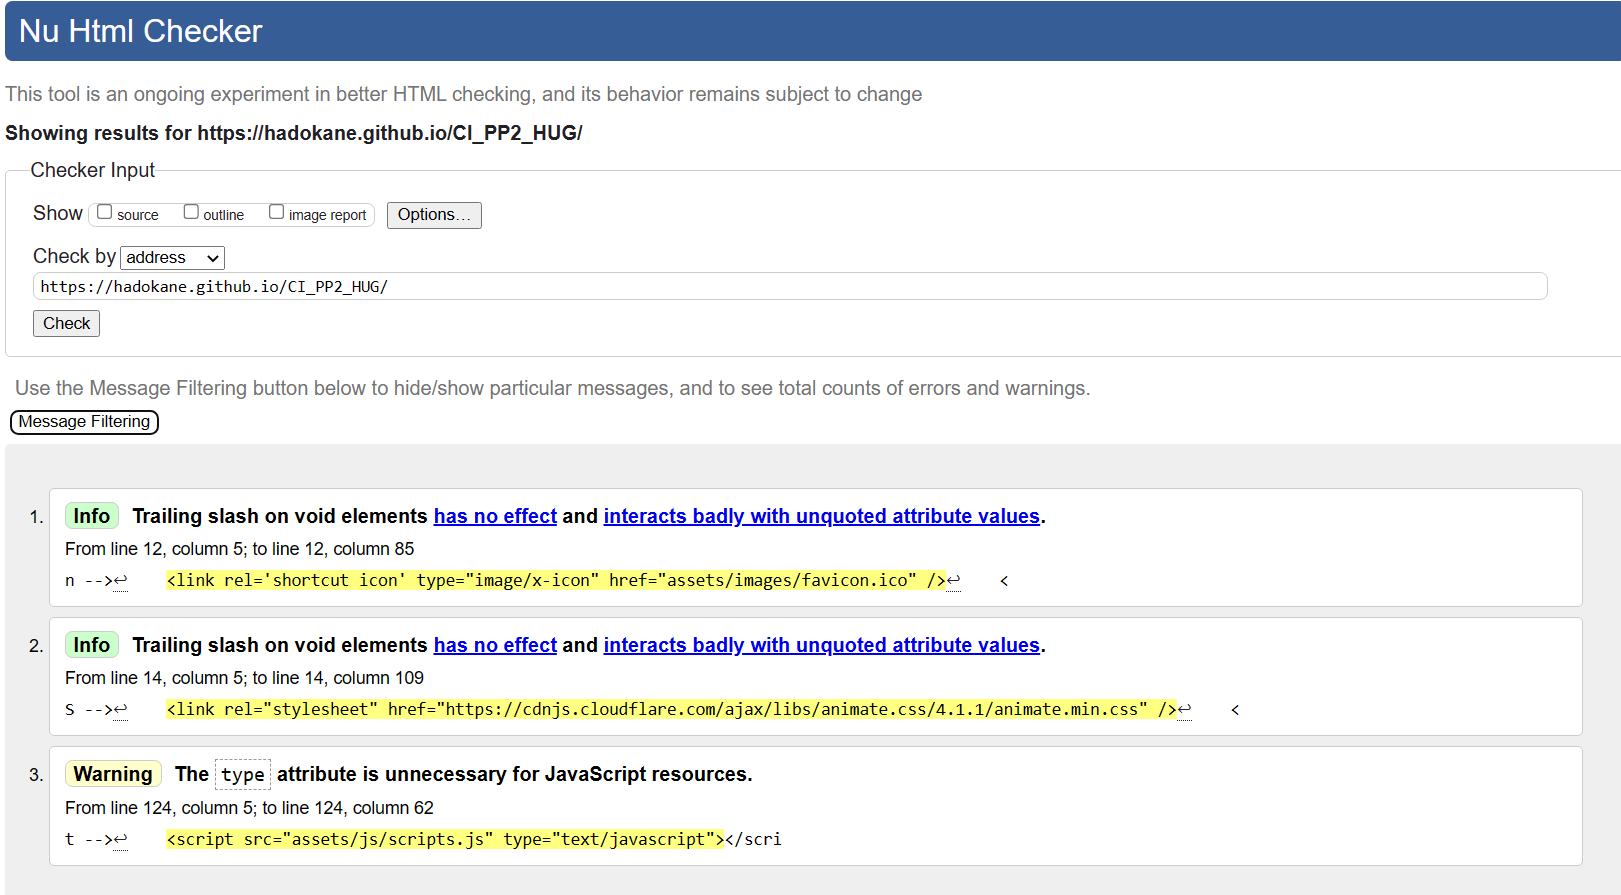 Nu Html Checker
This tool is an ongoing experiment in better HTML checking, and its behavior remains subject to change
Showing results for https://hadokane.github.io/CI_PP2_HUG/
Checker Input
Show source outline image report Options...
Check by address
https://hadokane.github.io/CI_PP2_HUG/
Check
Use the Message Filtering button below to hide/show particular messages, and to see total counts of errors and warnings.
Message Filtering
1. Info Trailing slash on void elements has no effect and interacts badly with unquoted attribute values.
From line 12, column 5; to line 12, column 85
n -->↩    <link rel='shortcut icon' type="image/x-icon" href="assets/images/favicon.ico" />↩    <
2. Info Trailing slash on void elements has no effect and interacts badly with unquoted attribute values.
From line 14, column 5; to line 14, column 109
S -->↩    <link rel="stylesheet" href="https://cdnjs.cloudflare.com/ajax/libs/animate.css/4.1.1/animate.min.css" />↩    <
3. Warning The type attribute is unnecessary for JavaScript resources.
From line 124, column 5; to line 124, column 62
t -->↩    <script src="assets/js/scripts.js" type="text/javascript"></scri